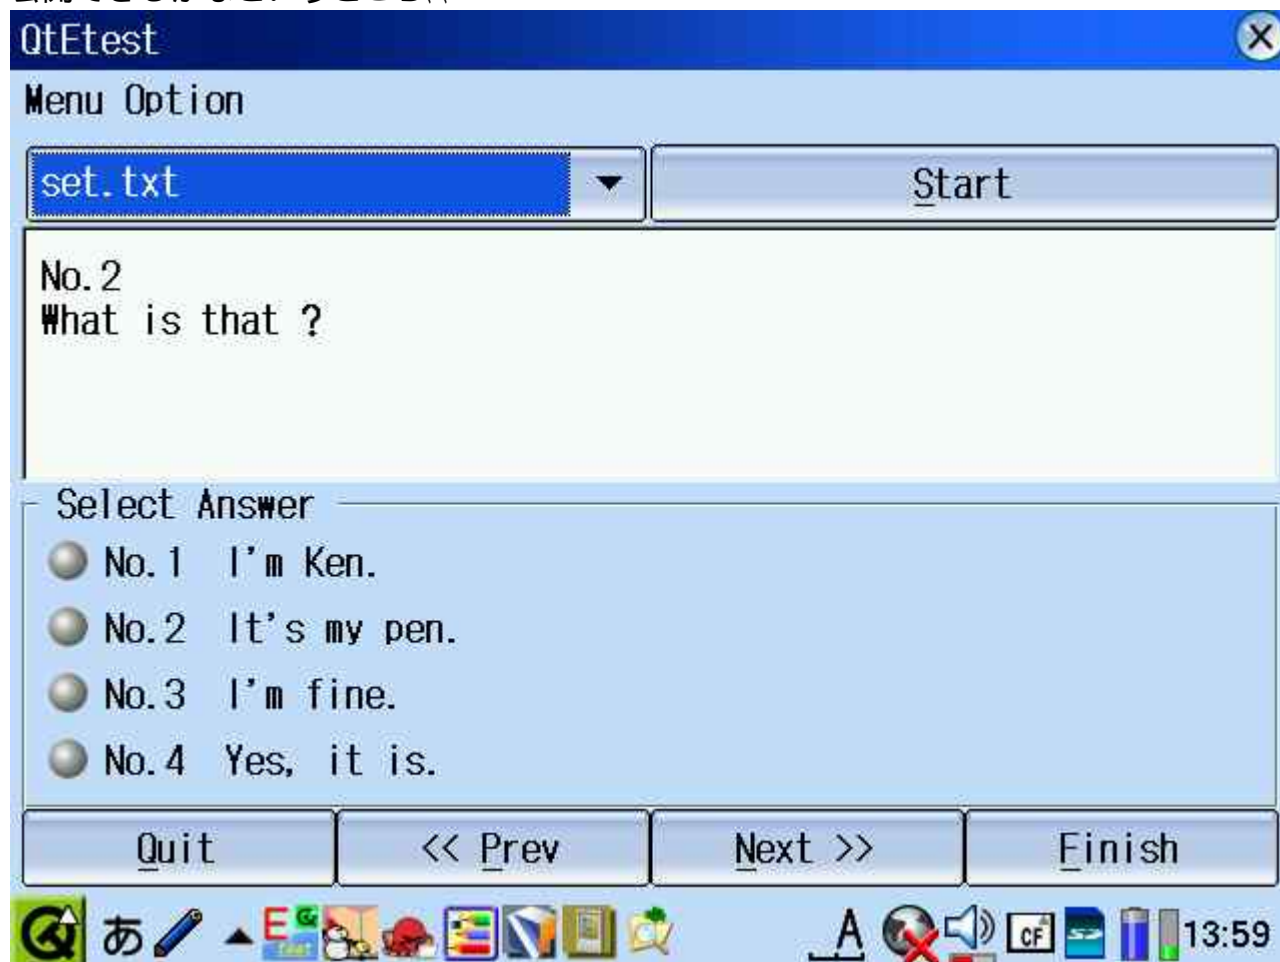 QtEtest
Menu Option
set.txt
Start
No.2
What is that ?
Select Answer
No.1 I'm Ken.
No.2 It's my pen.
No.3 I'm fine.
No.4 Yes, it is.
Quit
<< Prev
Next >>
Finish
あ
E
A
CF
13:59